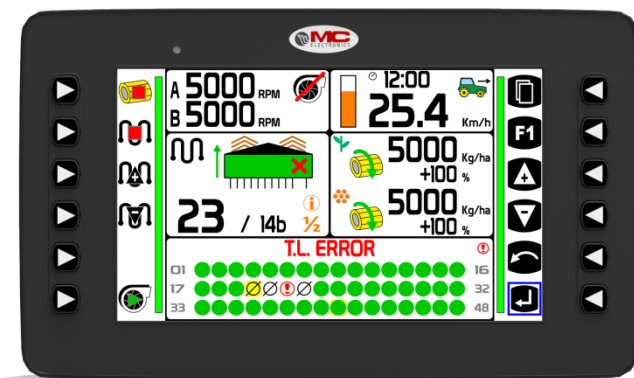 MC
ELECTRONICS
A 5000 RPM
B 5000 RPM
12:00
25.4 Km/h
F1
23 / 14b ½
5000 Kg/ha
+100 %
5000 Kg/ha
+100 %
T.L. ERROR
01 16
17 32
33 48